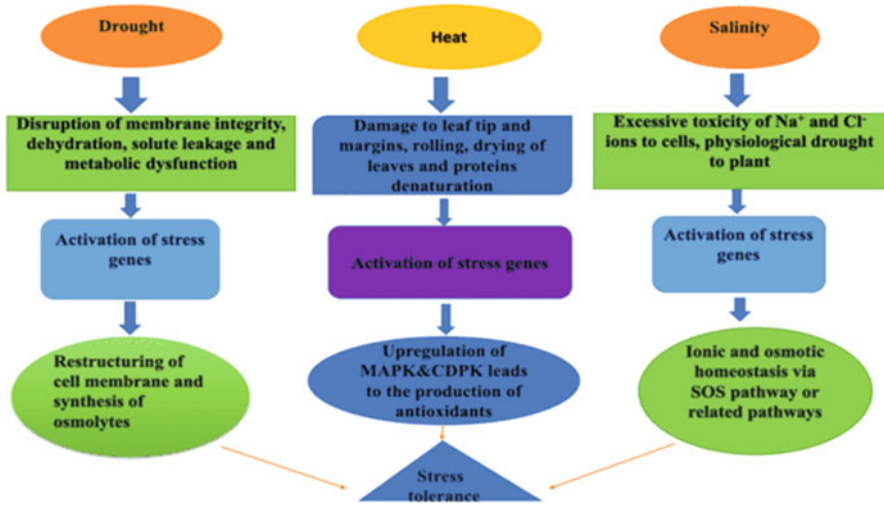 Drought
Heat
Salinity
Disruption of membrane integrity,
dehydration, solute leakage and
metabolic dysfunction
Damage to leaf tip and
margins, rolling, drying of
leaves and proteins
denaturation
Excessive toxicity of Na⁺ and Cl⁻
ions to cells, physiological drought
to plant
Activation of stress
genes
Activation of stress genes
Activation of stress
genes
Restructuring of
cell membrane and
synthesis of
osmolytes
Upregulation of
MAPK&CDPK leads
to the production of
antioxidants
Ionic and osmotic
homeostasis via
SOS pathway or
related pathways
Stress
tolerance